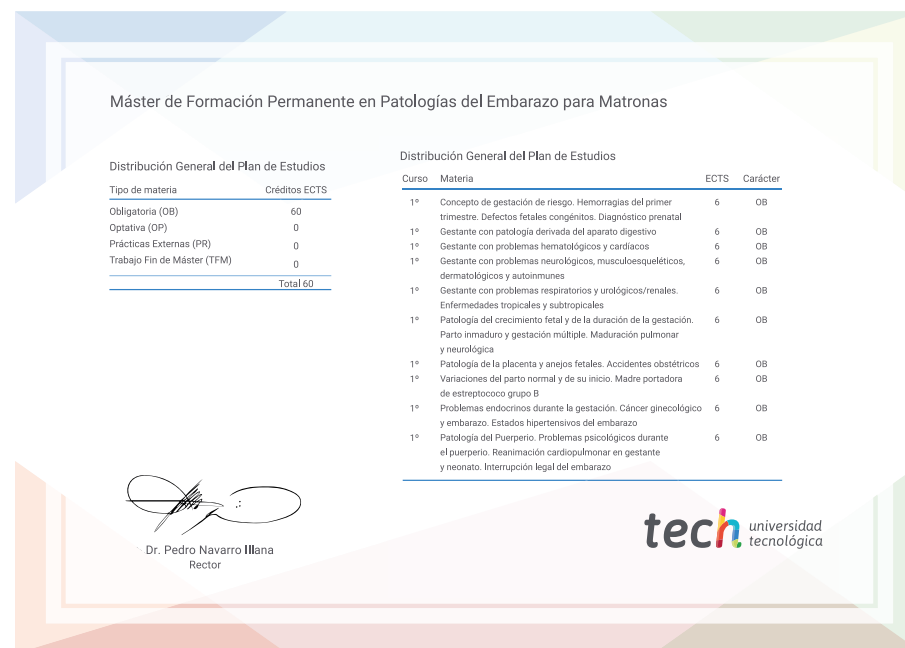 Máster de Formación Permanente en Patologías del Embarazo para Matronas
Distribución General del Plan de Estudios
Tipo de materia Créditos ECTS
Obligatoria (OB) 60
Optativa (OP) 0
Prácticas Externas (PR) 0
Trabajo Fin de Máster (TFM) 0
Total 60
Distribución General del Plan de Estudios
Curso Materia ECTS Carácter
1º Concepto de gestación de riesgo. Hemorragias del primer 6 OB
trimestre. Defectos fetales congénitos. Diagnóstico prenatal
1º Gestante con patología derivada del aparato digestivo 6 OB
1º Gestante con problemas hematológicos y cardíacos 6 OB
1º Gestante con problemas neurológicos, musculoesqueléticos, 6 OB
dermatológicos y autoinmunes
1º Gestante con problemas respiratorios y urológicos/renales. 6 OB
Enfermedades tropicales y subtropicales
1º Patología del crecimiento fetal y de la duración de la gestación. 6 OB
Parto inmaduro y gestación múltiple. Maduración pulmonar
y neurológica
1º Patología de la placenta y anejos fetales. Accidentes obstétricos 6 OB
1º Variaciones del parto normal y de su inicio. Madre portadora 6 OB
de estreptococo grupo B
1º Problemas endocrinos durante la gestación. Cáncer ginecológico 6 OB
y embarazo. Estados hipertensivos del embarazo
1º Patología del Puerperio. Problemas psicológicos durante 6 OB
el puerperio. Reanimación cardiopulmonar en gestante
y neonato. Interrupción legal del embarazo
Dr. Pedro Navarro Illana
Rector
tech universidad
tecnológica